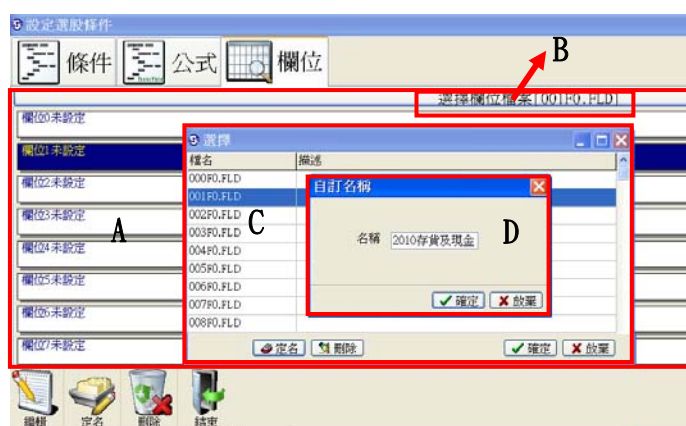 設定選股條件
條件 公式 欄位
B
選擇欄位檔案[001F0.FLD]
欄位0未設定
欄位1未設定
欄位2未設定
欄位3未設定
欄位4未設定
欄位5未設定
欄位6未設定
欄位7未設定
A
選擇
檔名 描述
000F0.FLD
001F0.FLD
002F0.FLD
003F0.FLD
004F0.FLD
005F0.FLD
006F0.FLD
007F0.FLD
008F0.FLD
C
自訂名稱
名稱 2010存貨及現金
D
確定 放棄
定名 刪除 確定 放棄
編輯 定名 刪除 結束